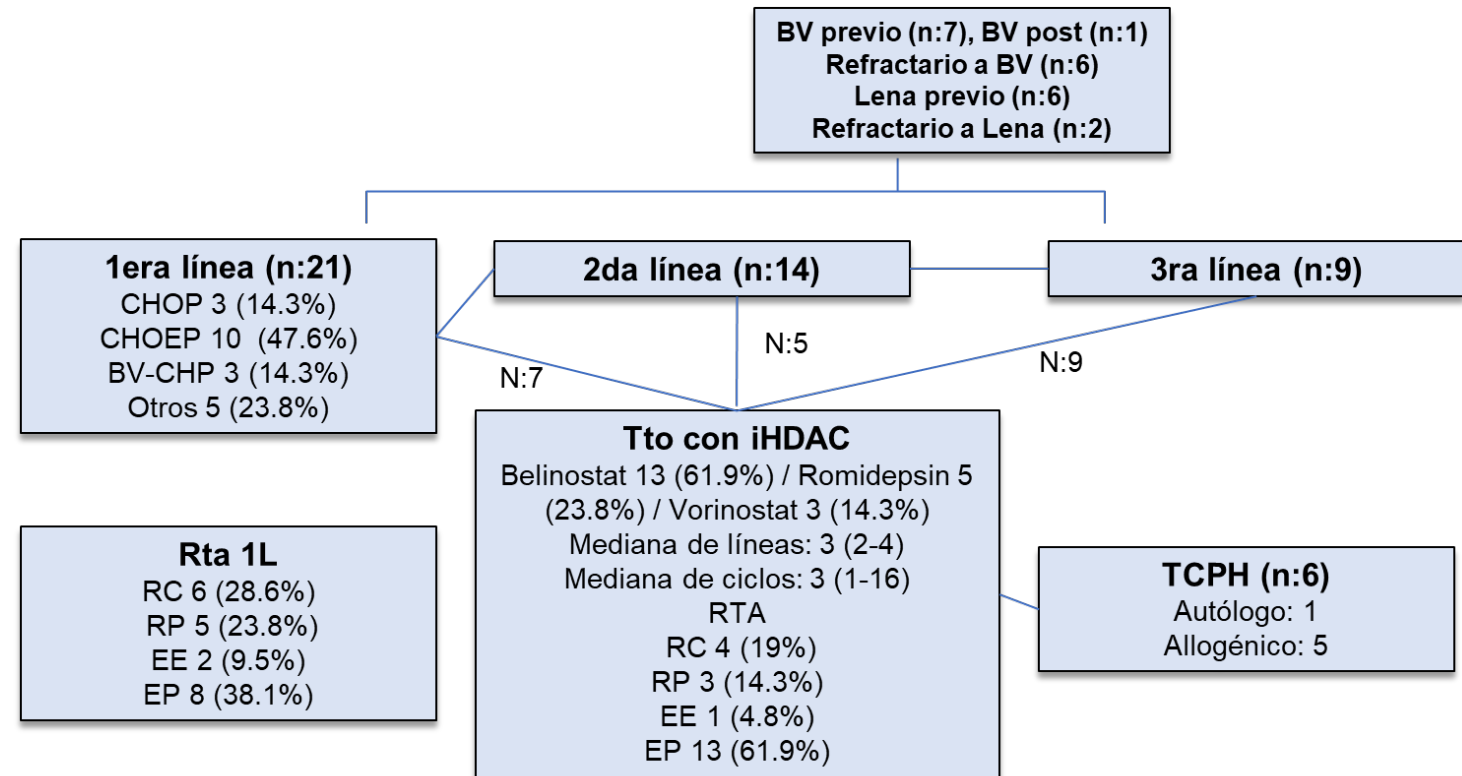 BV previo (n:7), BV post (n:1)
Refractario a BV (n:6)
Lena previo (n:6)
Refractario a Lena (n:2)
1era línea (n:21)
CHOP 3 (14.3%)
CHOEP 10 (47.6%)
BV-CHP 3 (14.3%)
Otros 5 (23.8%)
2da línea (n:14)
3ra línea (n:9)
N:7
N:5
N:9
Tto con iHDAC
Belinostat 13 (61.9%) / Romidepsin 5
(23.8%) / Vorinostat 3 (14.3%)
Mediana de líneas: 3 (2-4)
Mediana de ciclos: 3 (1-16)
RTA
RC 4 (19%)
RP 3 (14.3%)
EE 1 (4.8%)
EP 13 (61.9%)
Rta 1L
RC 6 (28.6%)
RP 5 (23.8%)
EE 2 (9.5%)
EP 8 (38.1%)
TCPH (n:6)
Autólogo: 1
Allogénico: 5